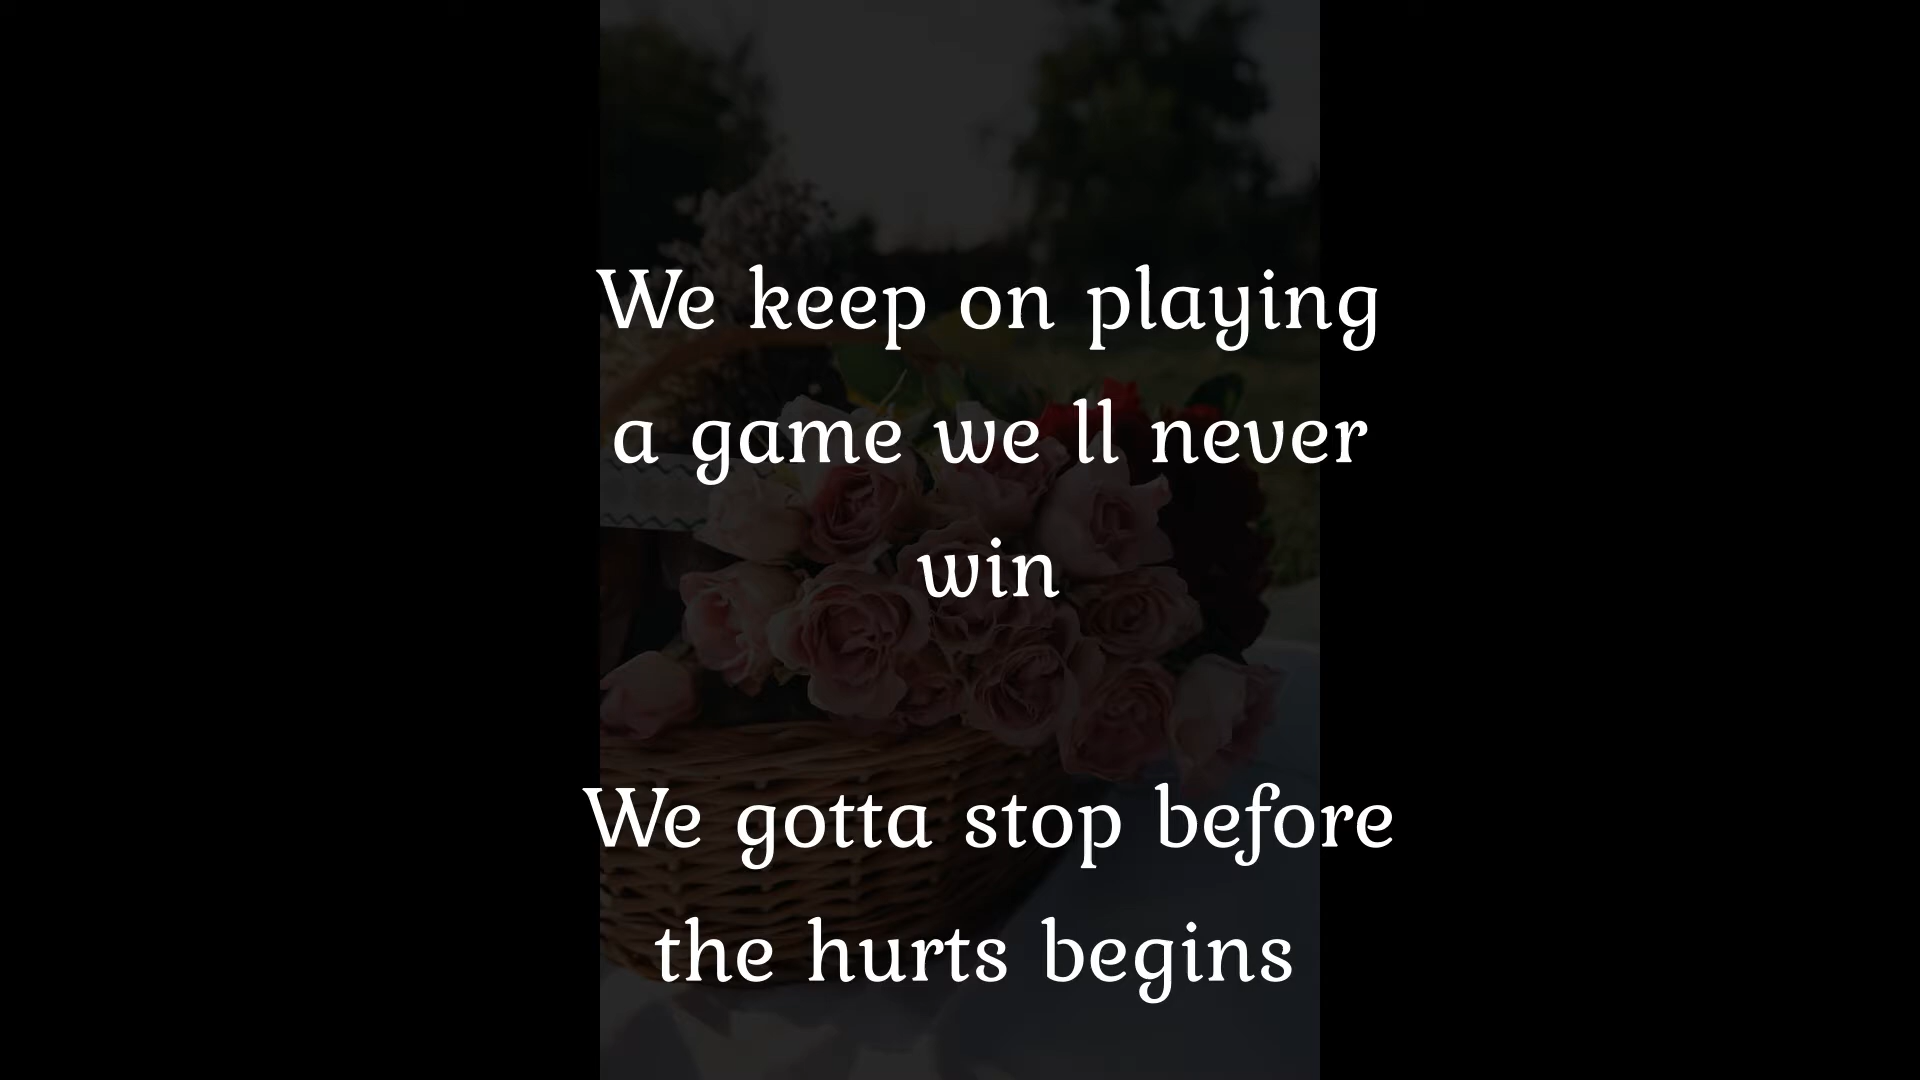 We keep on playing
a game we ll never
win
We gotta stop before
the hurts begins